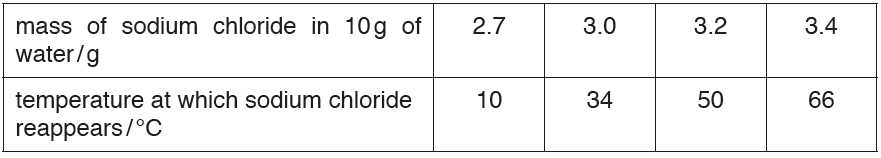 mass of sodium chloride in 10 g of water / g 2.7 3.0 3.2 3.4
temperature at which sodium chloride reappears / °C 10 34 50 66